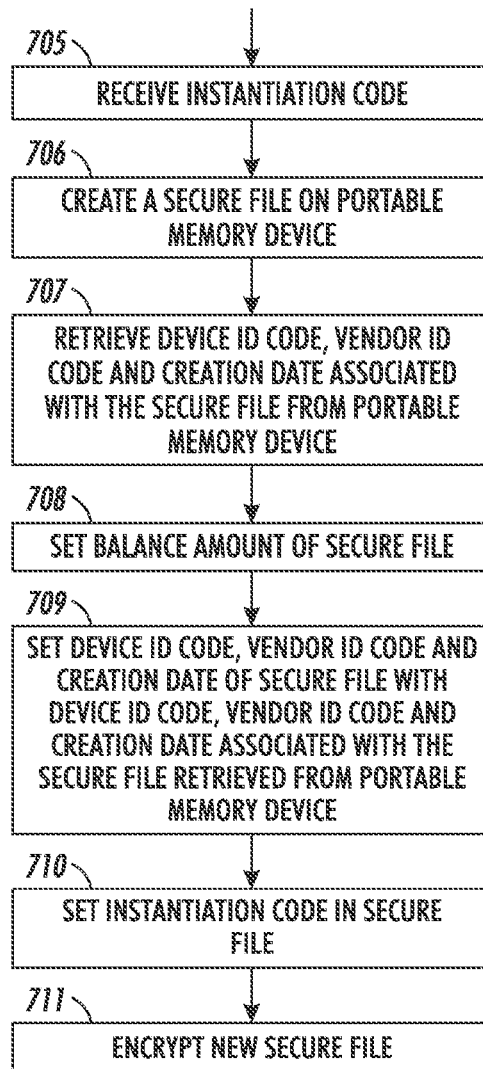 705
RECEIVE INSTANTIATION CODE
706
CREATE A SECURE FILE ON PORTABLE
MEMORY DEVICE
707
RETRIEVE DEVICE ID CODE, VENDOR ID
CODE AND CREATION DATE ASSOCIATED
WITH THE SECURE FILE FROM PORTABLE
MEMORY DEVICE
708
SET BALANCE AMOUNT OF SECURE FILE
709
SET DEVICE ID CODE, VENDOR ID CODE AND
CREATION DATE OF SECURE FILE WITH
DEVICE ID CODE, VENDOR ID CODE AND
CREATION DATE ASSOCIATED WITH THE
SECURE FILE RETRIEVED FROM PORTABLE
MEMORY DEVICE
710
SET INSTANTIATION CODE IN SECURE
FILE
711
ENCRYPT NEW SECURE FILE